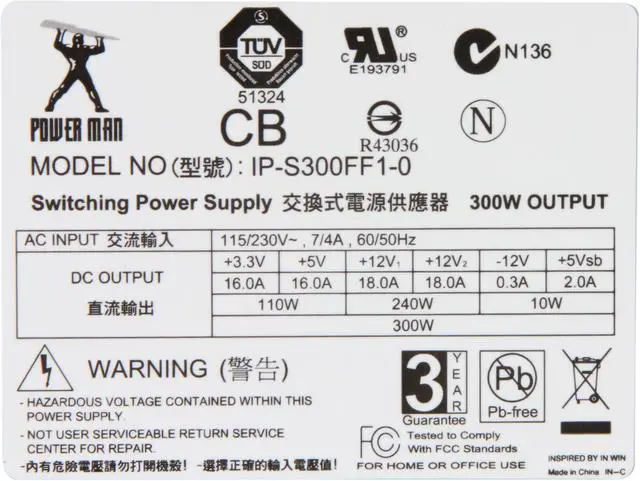 POWER MAN
TÜV
SÜD
51324
c RU US
E193791
N136
CB
R43036
N
MODEL NO (型號): IP-S300FF1-0
Switching Power Supply 交換式電源供應器 300W OUTPUT
AC INPUT 交流輸入 115/230V~ , 7/4A , 60/50Hz
DC OUTPUT 直流輸出
+3.3V +5V +12V₁ +12V₂ -12V +5Vsb
16.0A 16.0A 18.0A 18.0A 0.3A 2.0A
110W 240W 10W
300W
WARNING (警告)
- HAZARDOUS VOLTAGE CONTAINED WITHIN THIS
POWER SUPPLY.
- NOT USER SERVICEABLE RETURN SERVICE
CENTER FOR REPAIR.
-內有危險電壓請勿打開機殼! -選擇正確的輸入電壓值!
3 YEAR
Guarantee
Pb
Pb-free
FC Tested to Comply
With FCC Standards
FOR HOME OR OFFICE USE
INSPIRED BY IN WIN
Made in China IN-C